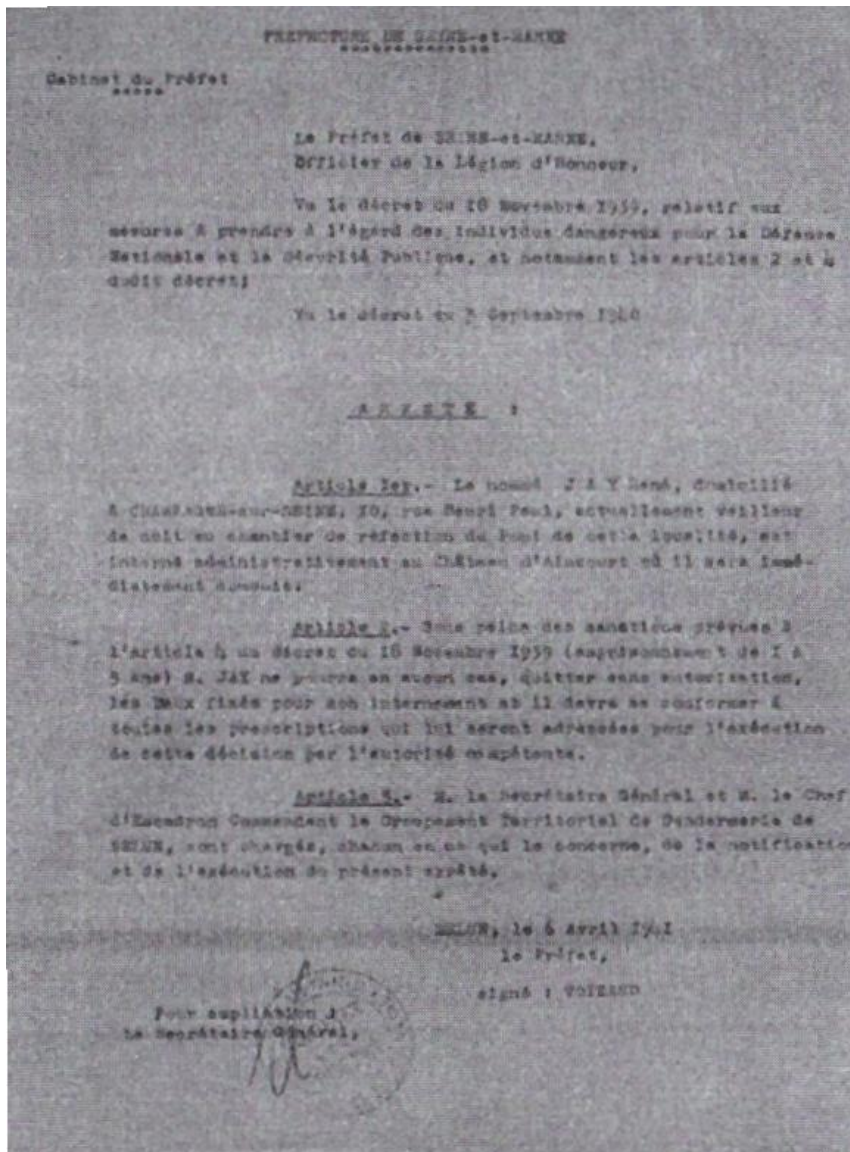 PREFECTURE DE SEINE-et-MARNE
Cabinet du Préfet
Le Préfet de SEINE-et-MARNE,
Officier de la Légion d'Honneur,
Vu le décret du 18 Novembre 1939, relatif aux
mesures à prendre à l'égard des individus dangereux pour la Défense
Nationale et la Sécurité Publique, et notamment les articles 2 et 4
dudit décret;
Vu le décret du 3 Septembre 1940
ARRETE :
Article Ier.- Le nommé J A Y René, domicilié
à CHAMPAGNE-sur-SEINE, 10, rue Henri Paul, actuellement veilleur
de nuit au chantier de réfection du Pont de cette localité, est
interné administrativement au Château d'Aincourt où il sera immé-
diatement conduit.
Article 2.- Sous peine des sanctions prévues à
l'article 4 du décret du 18 Novembre 1939 (emprisonnement de I à
5 ans) M. JAY ne pourra en aucun cas, quitter sans autorisation,
les lieux fixés pour son internement et il devra se conformer à
toutes les prescriptions qui lui seront adressées pour l'exécution
de cette décision par l'autorité compétente.
Article 3.- M. le Secrétaire Général et M. le Chef
d'Escadron Commandant le Groupement Territorial de Gendarmerie de
SEINE, sont chargés, chacun en ce qui le concerne, de la notification
et de l'exécution du présent arrêté.
MELUN, le 6 Avril 1941
le Préfet,
signé : VOIZARD
Pour ampliation :
Le Secrétaire Général,